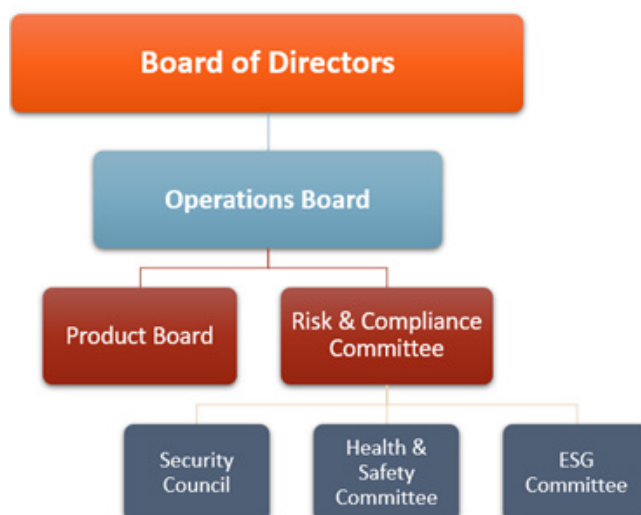 Board of Directors
Operations Board
Product Board
Risk & Compliance
Committee
Security
Council
Health &
Safety
Committee
ESG
Committee